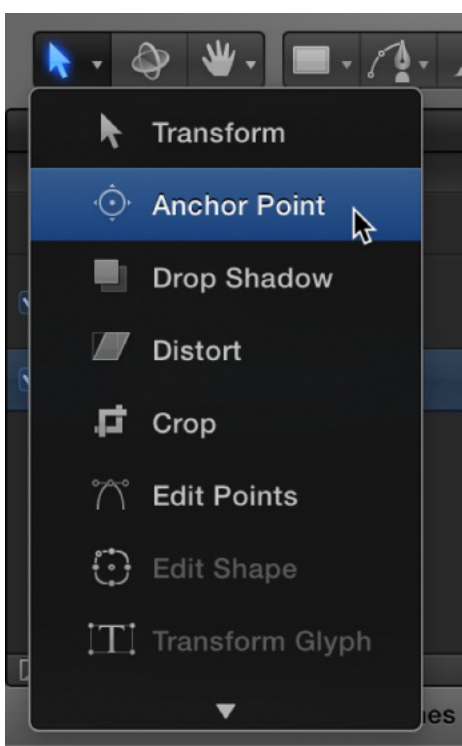 Transform
Anchor Point
Drop Shadow
Distort
Crop
Edit Points
Edit Shape
T Transform Glyph